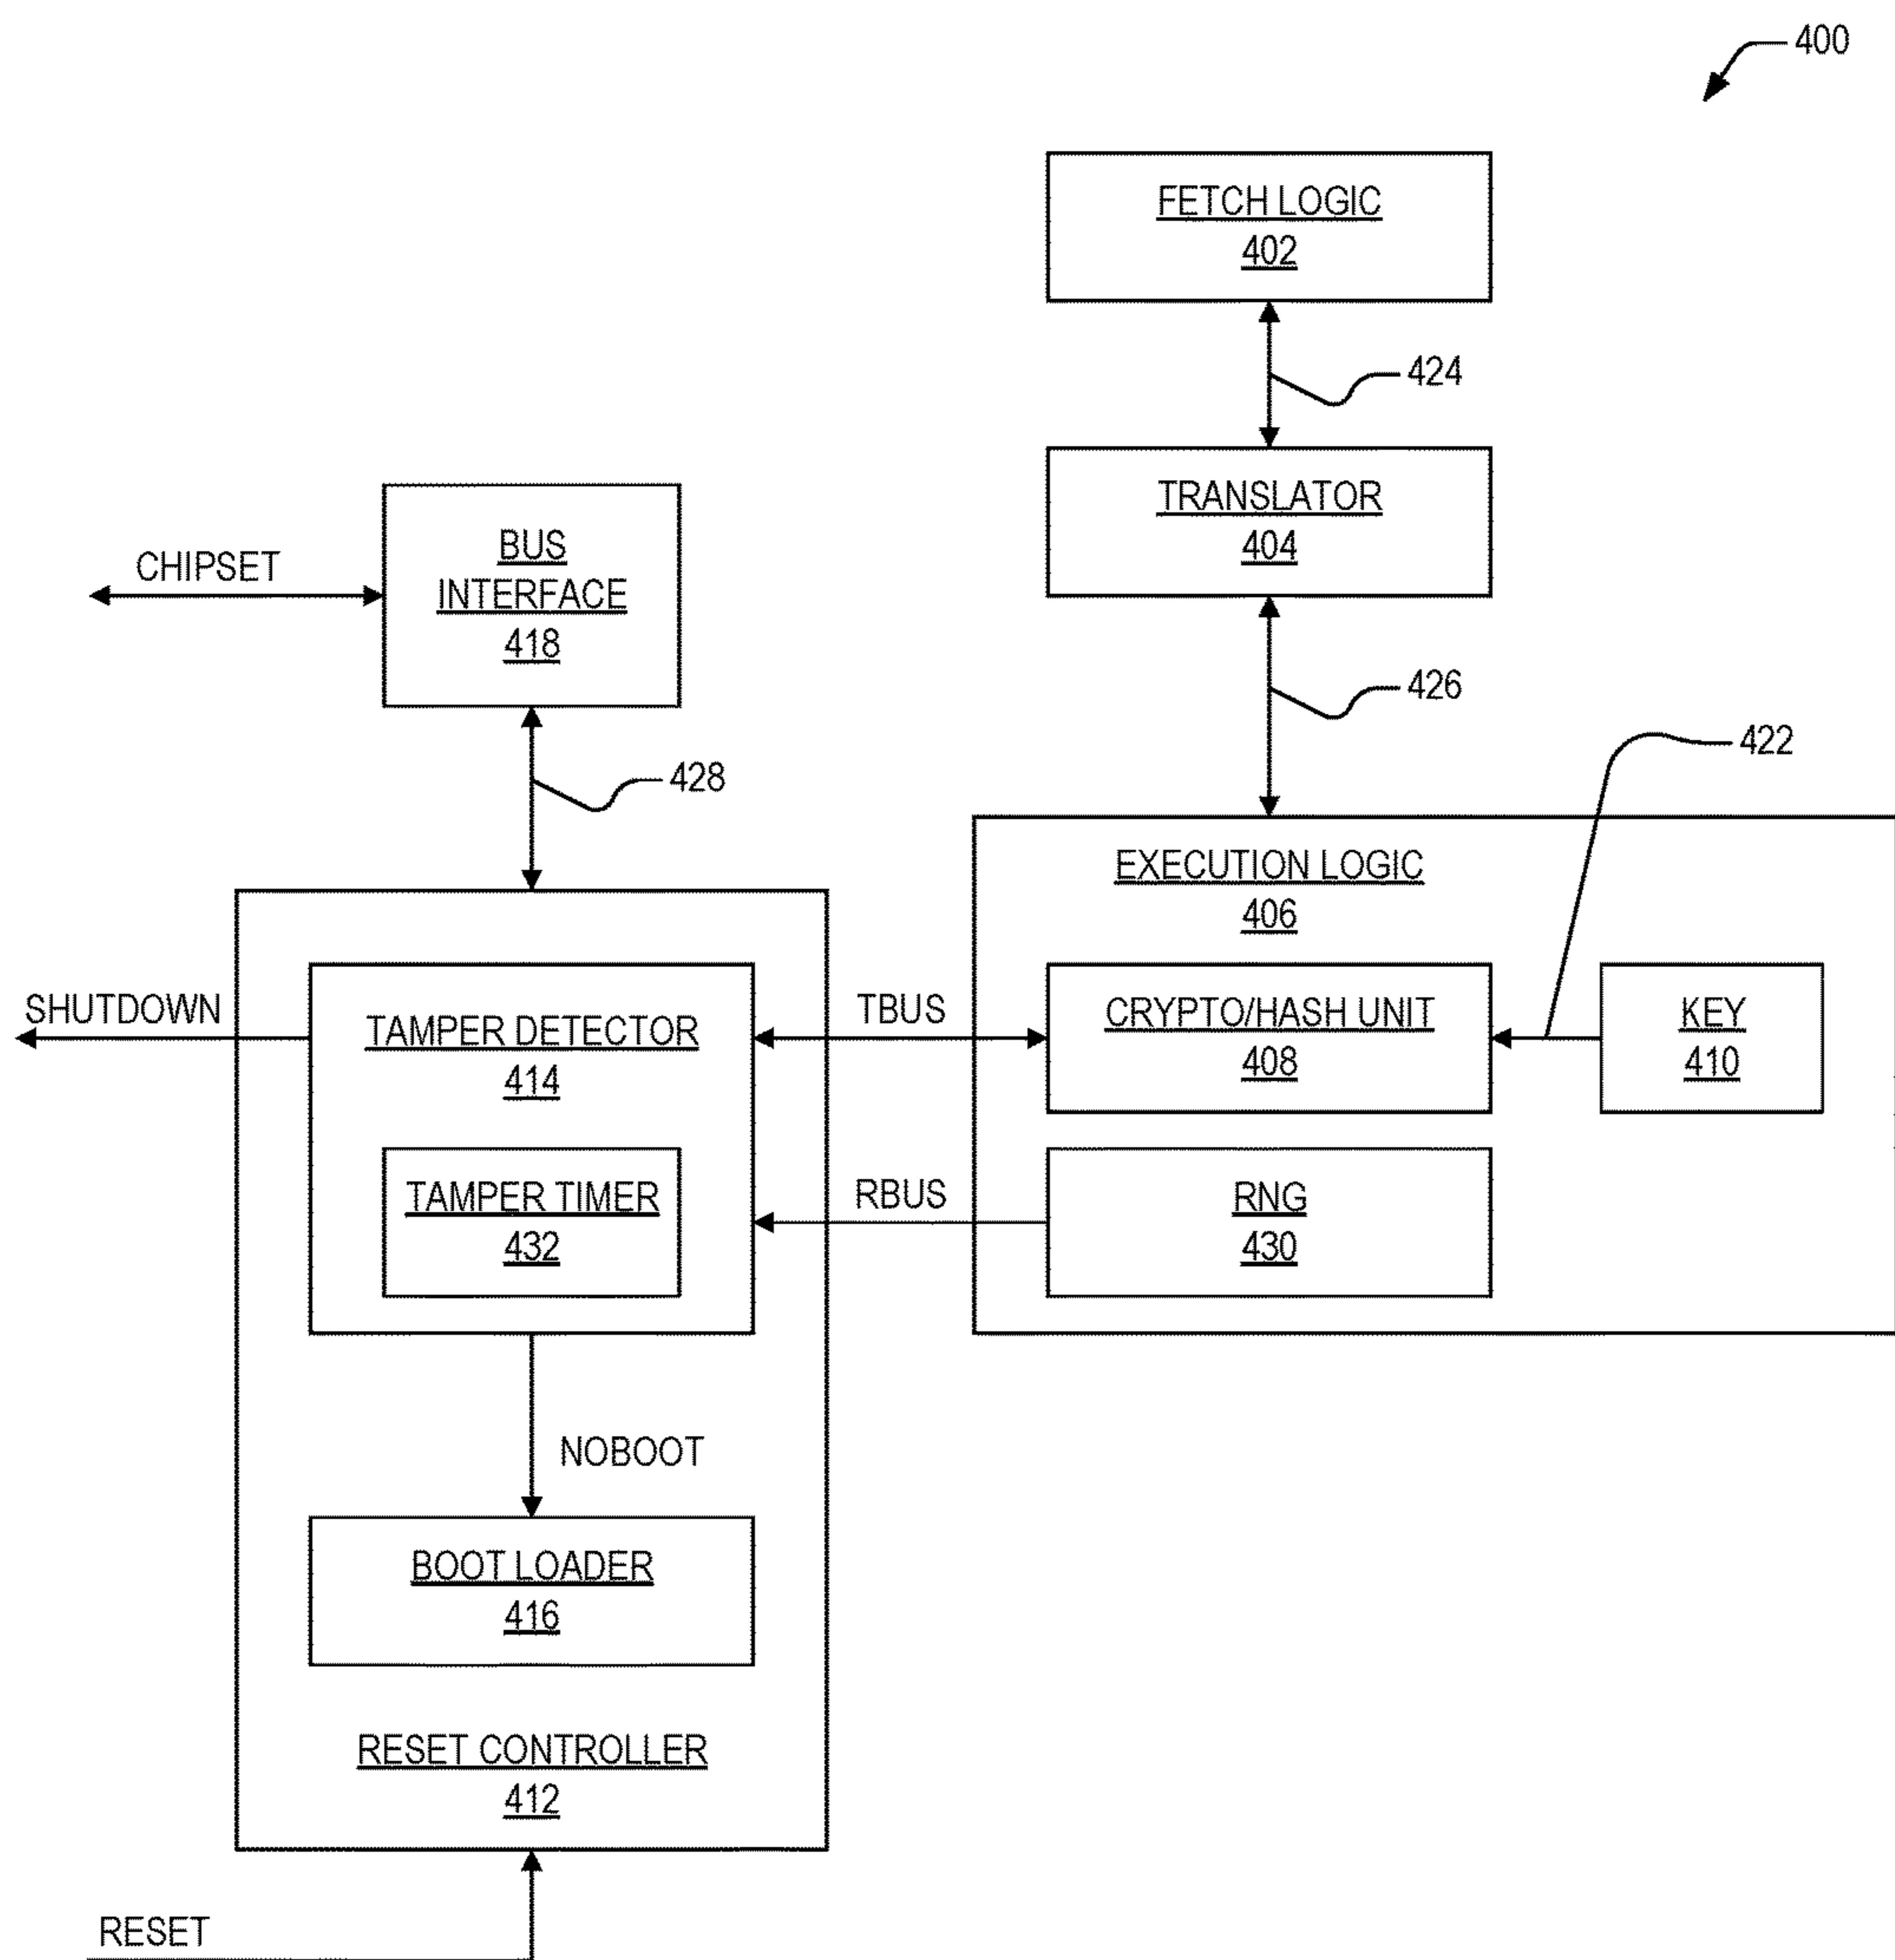 400
FETCH LOGIC
402
424
TRANSLATOR
404
BUS
INTERFACE
418
CHIPSET
426
422
428
EXECUTION LOGIC
406
SHUTDOWN
TAMPER DETECTOR
414
TBUS
CRYPTO/HASH UNIT
408
KEY
410
TAMPER TIMER
432
RBUS
RNG
430
NOBOOT
BOOT LOADER
416
RESET CONTROLLER
412
RESET